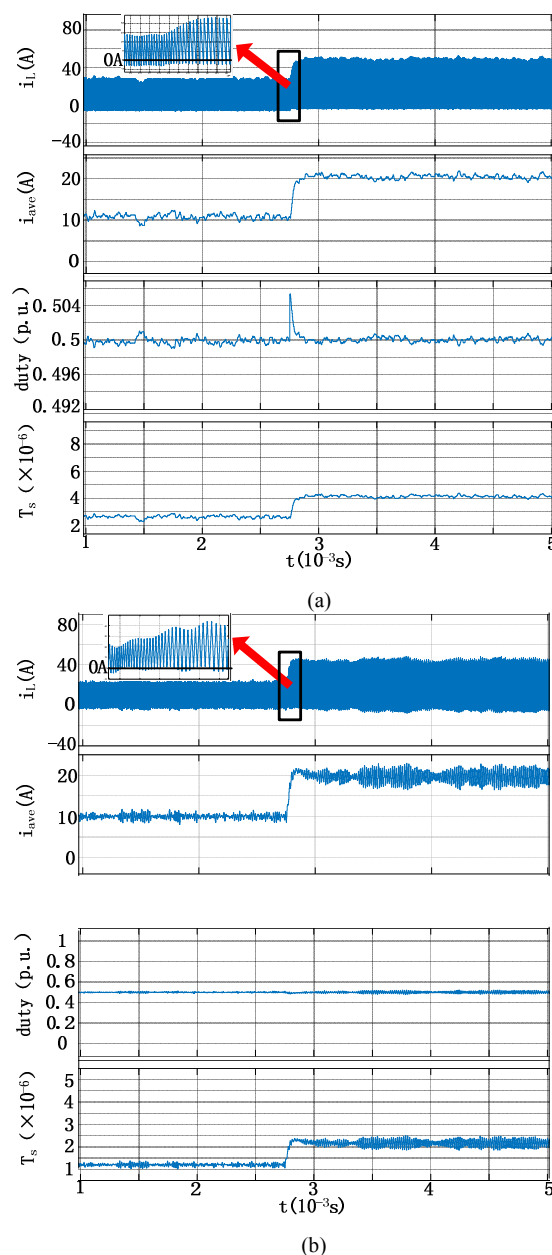 80
40
0
-40
i_L(A)
0A
20
10
0
i_ave(A)
0.504
0.5
0.496
0.492
duty (p.u.)
8
6
4
2
T_s (×10⁻⁶)
1 2 3 4 5
t(10⁻³s)
(a)
80
40
0
-40
i_L(A)
0A
20
10
0
i_ave(A)
1
0.8
0.6
0.4
0.2
0
duty (p.u.)
5
4
3
2
1
T_s (×10⁻⁶)
1 2 3 4 5
t(10⁻³s)
(b)